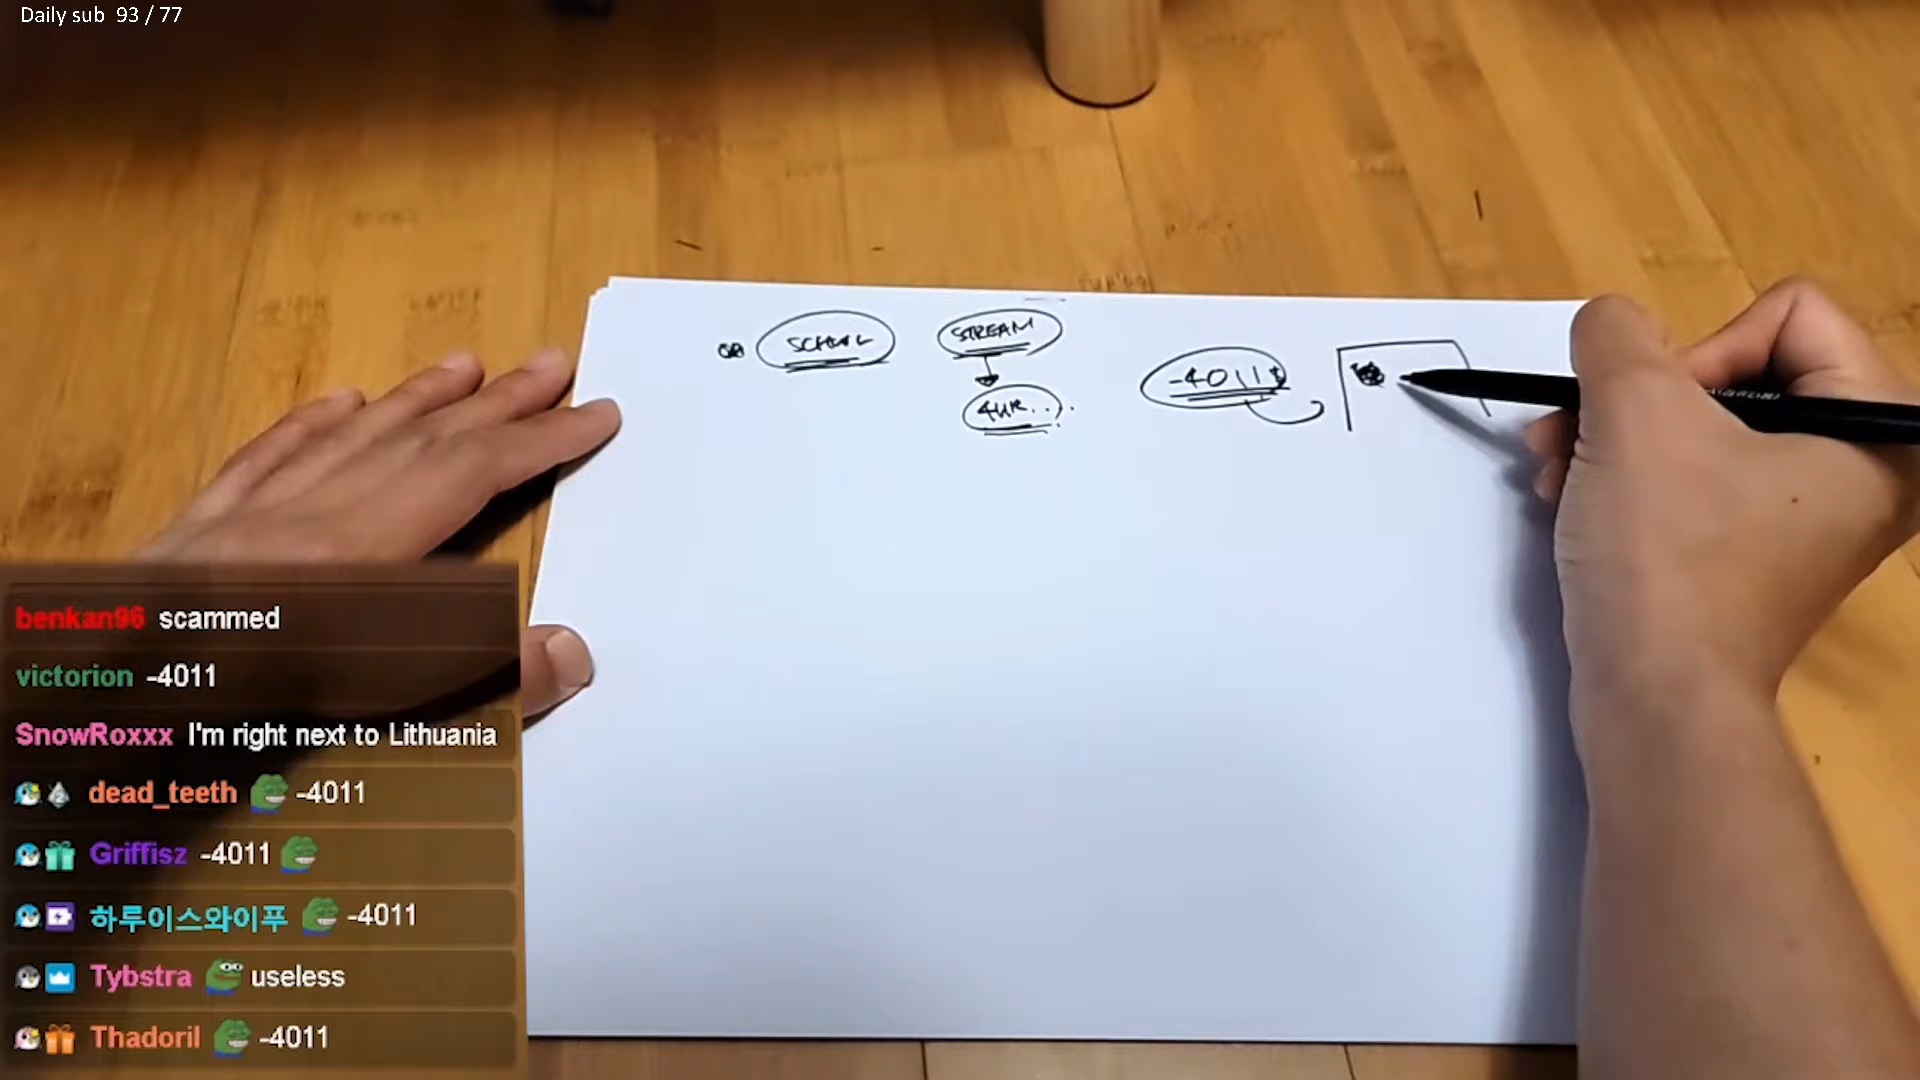 Daily sub 93 / 77
SCHOOL
STREAM
4HR...
-4011$
benkan96 scammed
victorion -4011
SnowRoxxx I'm right next to Lithuania
dead_teeth -4011
Griffisz -4011
하루이스와이푸 -4011
Tybstra useless
Thadoril -4011